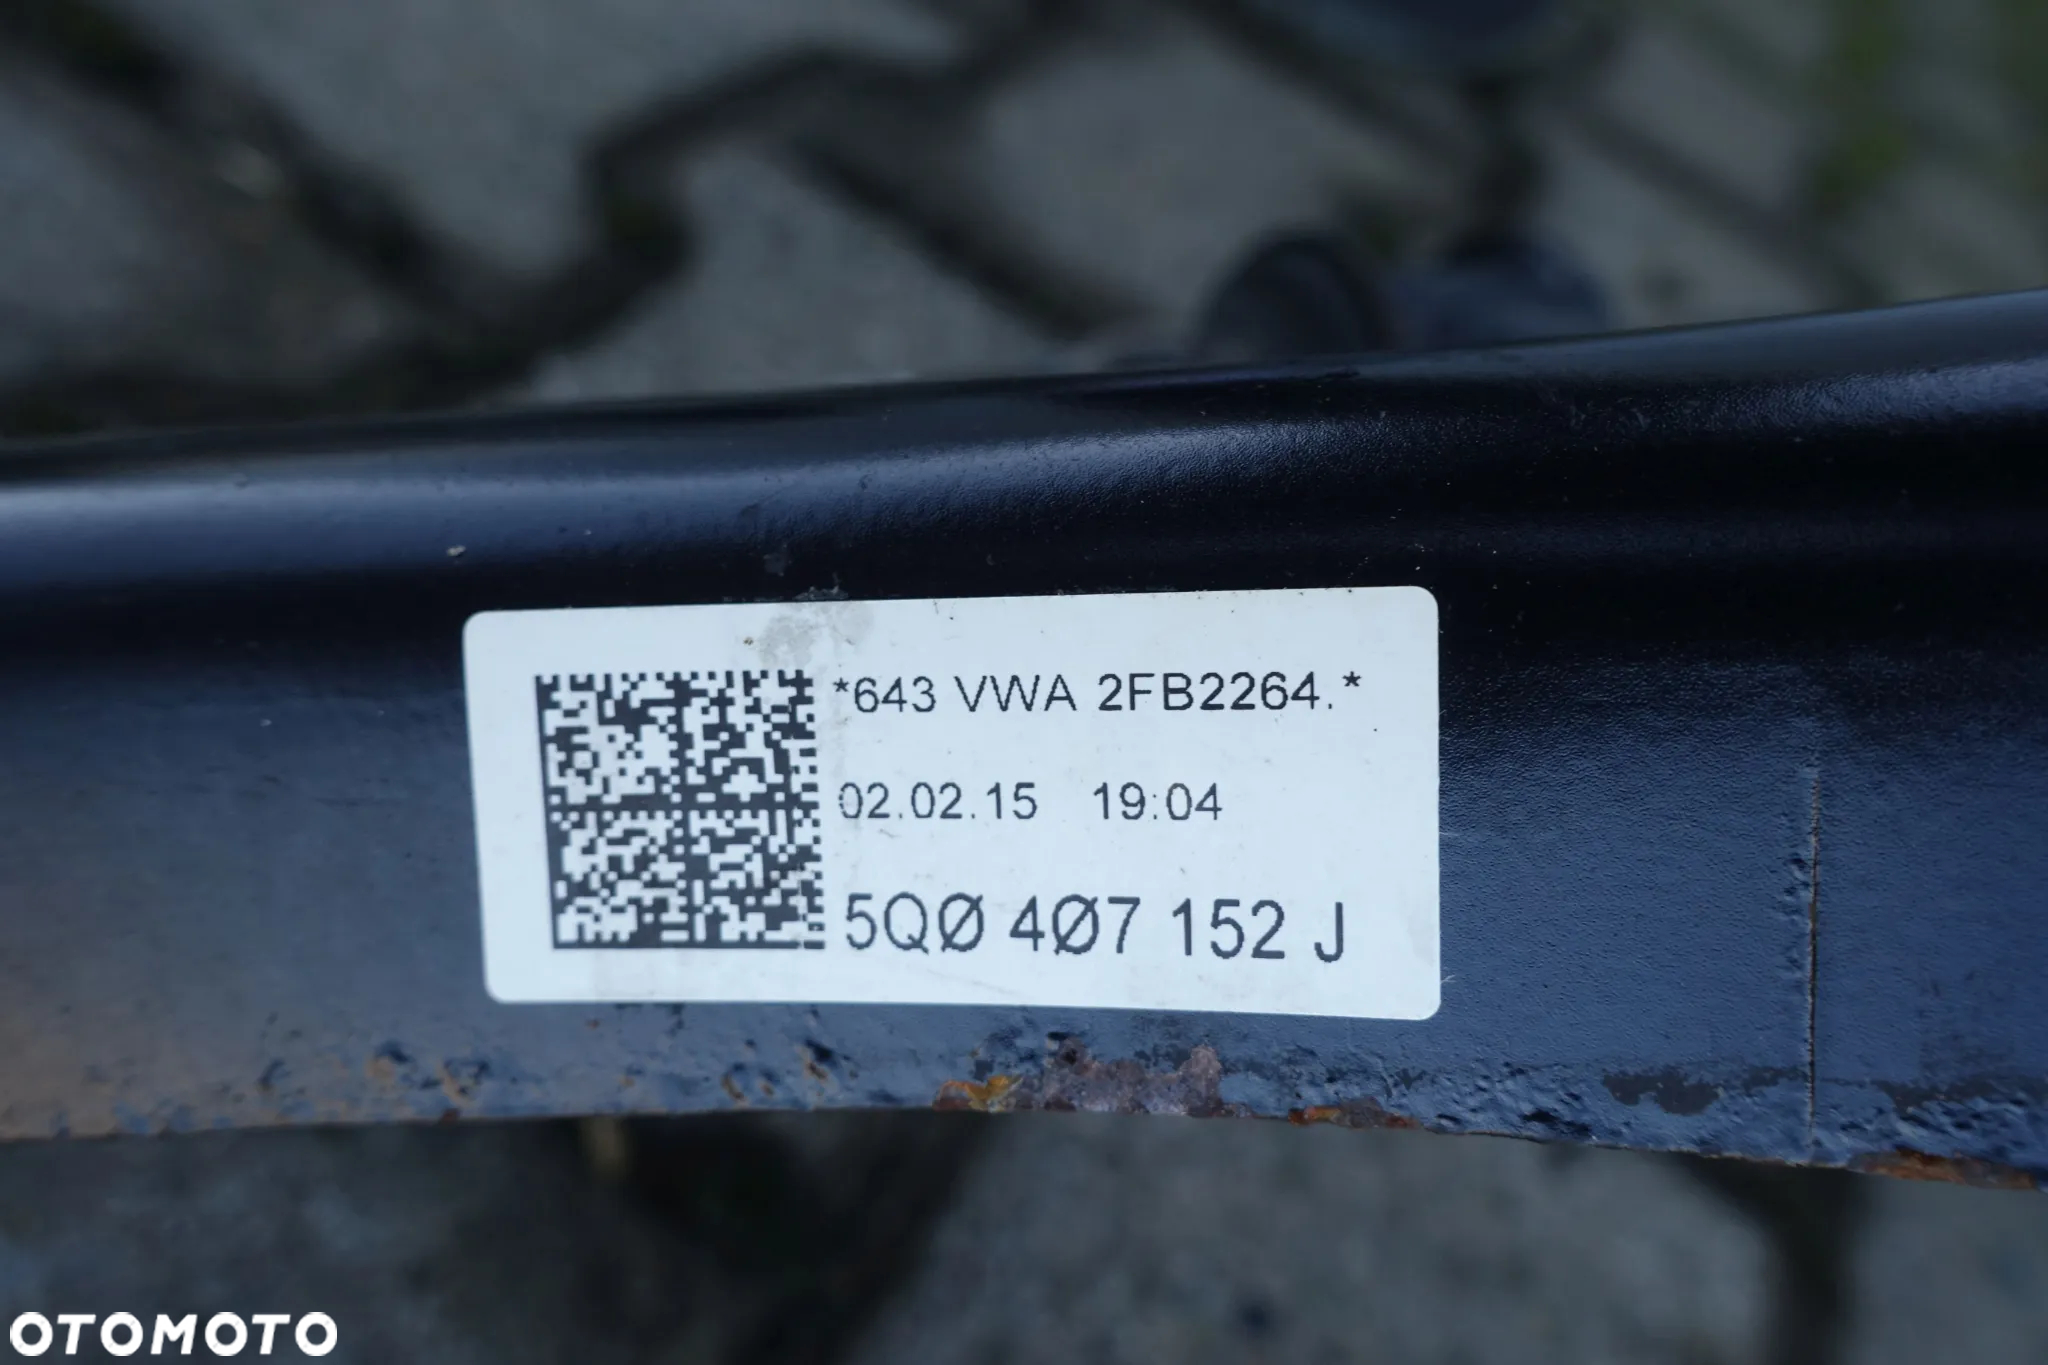 *643 VWA 2FB2264.*
02.02.15 19:04
5QØ 4Ø7 152 J
OTOMOTO